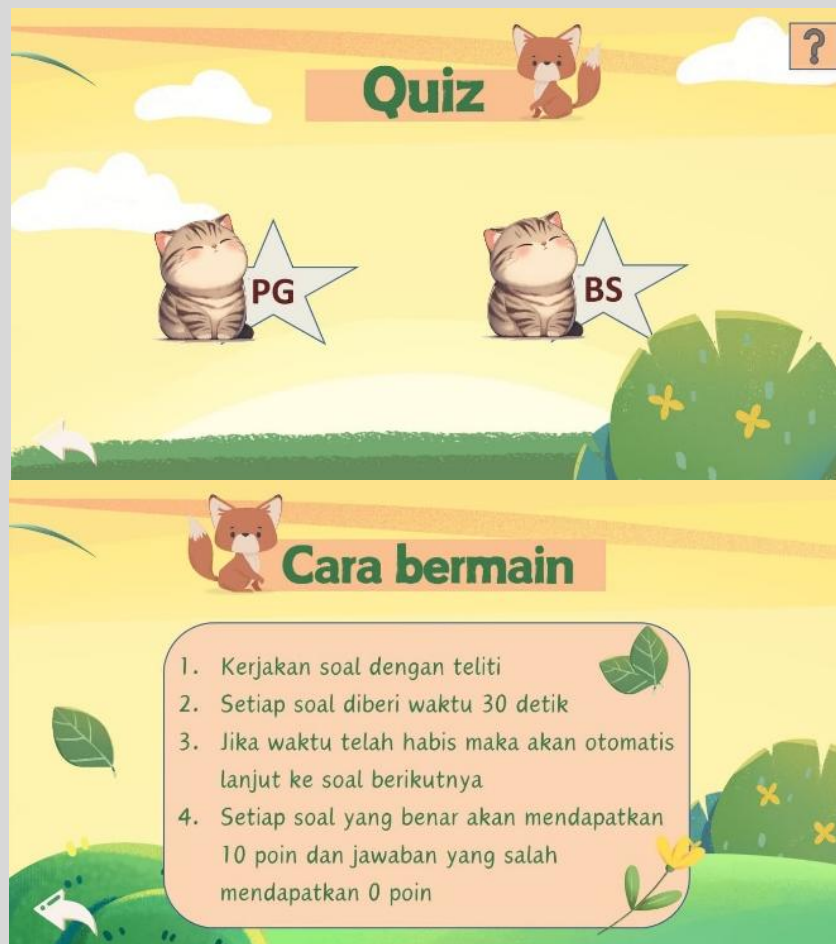 Quiz
?
PG
BS
Cara bermain
1. Kerjakan soal dengan teliti
2. Setiap soal diberi waktu 30 detik
3. Jika waktu telah habis maka akan otomatis
lanjut ke soal berikutnya
4. Setiap soal yang benar akan mendapatkan
10 poin dan jawaban yang salah
mendapatkan 0 poin